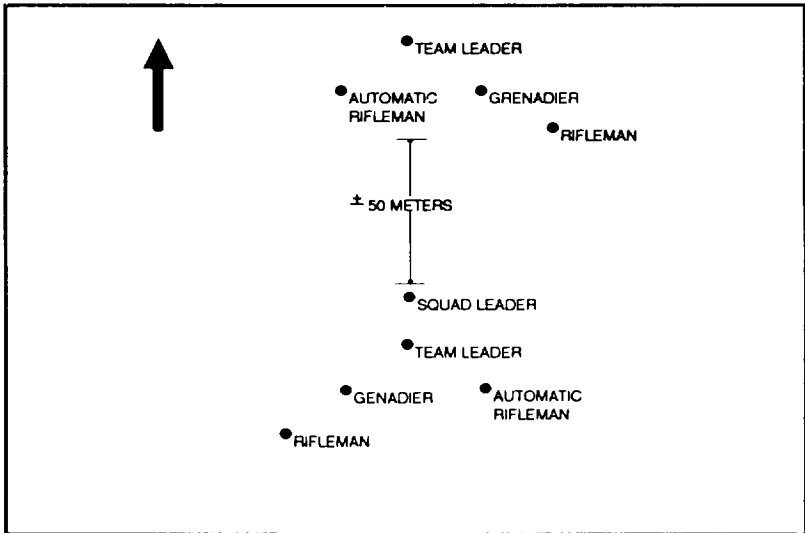 TEAM LEADER
AUTOMATIC
RIFLEMAN
GRENADIER
RIFLEMAN
± 50 METERS
SQUAD LEADER
TEAM LEADER
GENADIER
AUTOMATIC
RIFLEMAN
RIFLEMAN